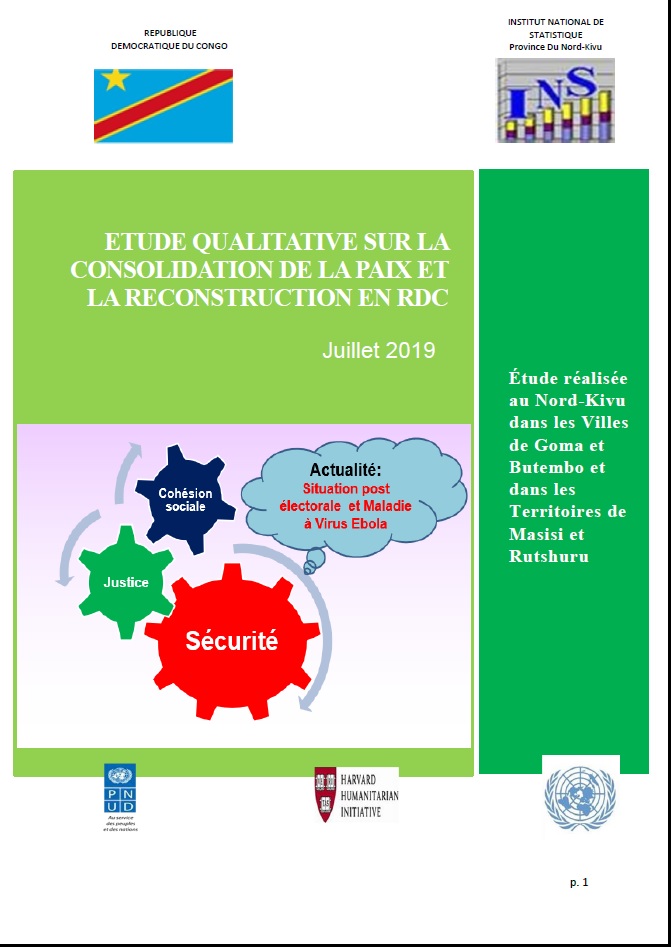 REPUBLIQUE
DEMOCRATIQUE DU CONGO
INSTITUT NATIONAL DE
STATISTIQUE
Province Du Nord-Kivu
INS
ETUDE QUALITATIVE SUR LA
CONSOLIDATION DE LA PAIX ET
LA RECONSTRUCTION EN RDC
Juillet 2019
Étude réalisée
au Nord-Kivu
dans les Villes
de Goma et
Butembo et
dans les
Territoires de
Masisi et
Rutshuru
Actualité:
Situation post
électorale et Maladie
à Virus Ebola
Cohésion
sociale
Justice
Sécurité
PN
UD
Au service
des peuples
et des nations
HARVARD
HUMANITARIAN
INITIATIVE
p. 1